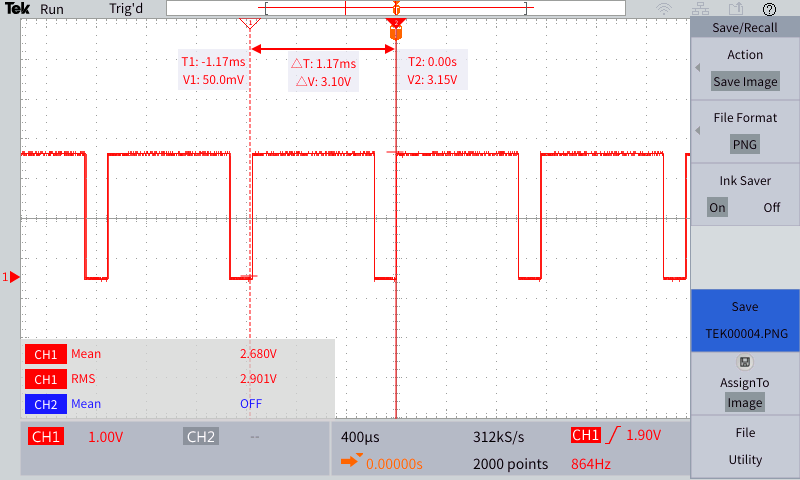 Tek Run Trig'd
Save/Recall
Action
Save Image
File Format
PNG
Ink Saver
On Off
Save
TEK00004.PNG
AssignTo
Image
File
Utility
1
2
T1: -1.17ms
V1: 50.0mV
△T: 1.17ms
△V: 3.10V
T2: 0.00s
V2: 3.15V
1
CH1 Mean 2.680V
CH1 RMS 2.901V
CH2 Mean OFF
CH1 1.00V CH2 --
400µs 312kS/s CH1 1.90V
0.00000s 2000 points 864Hz